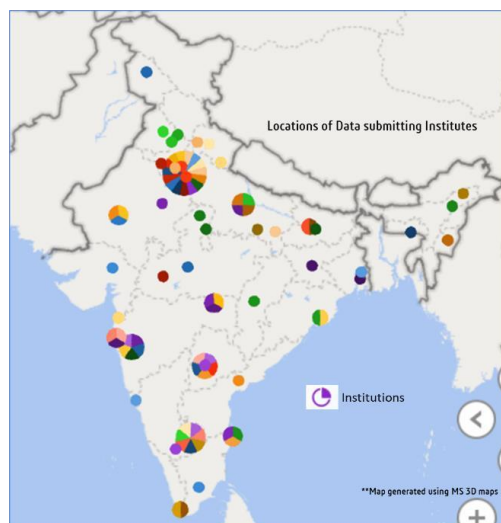 Locations of Data submitting Institutes
Institutions
**Map generated using MS 3D maps